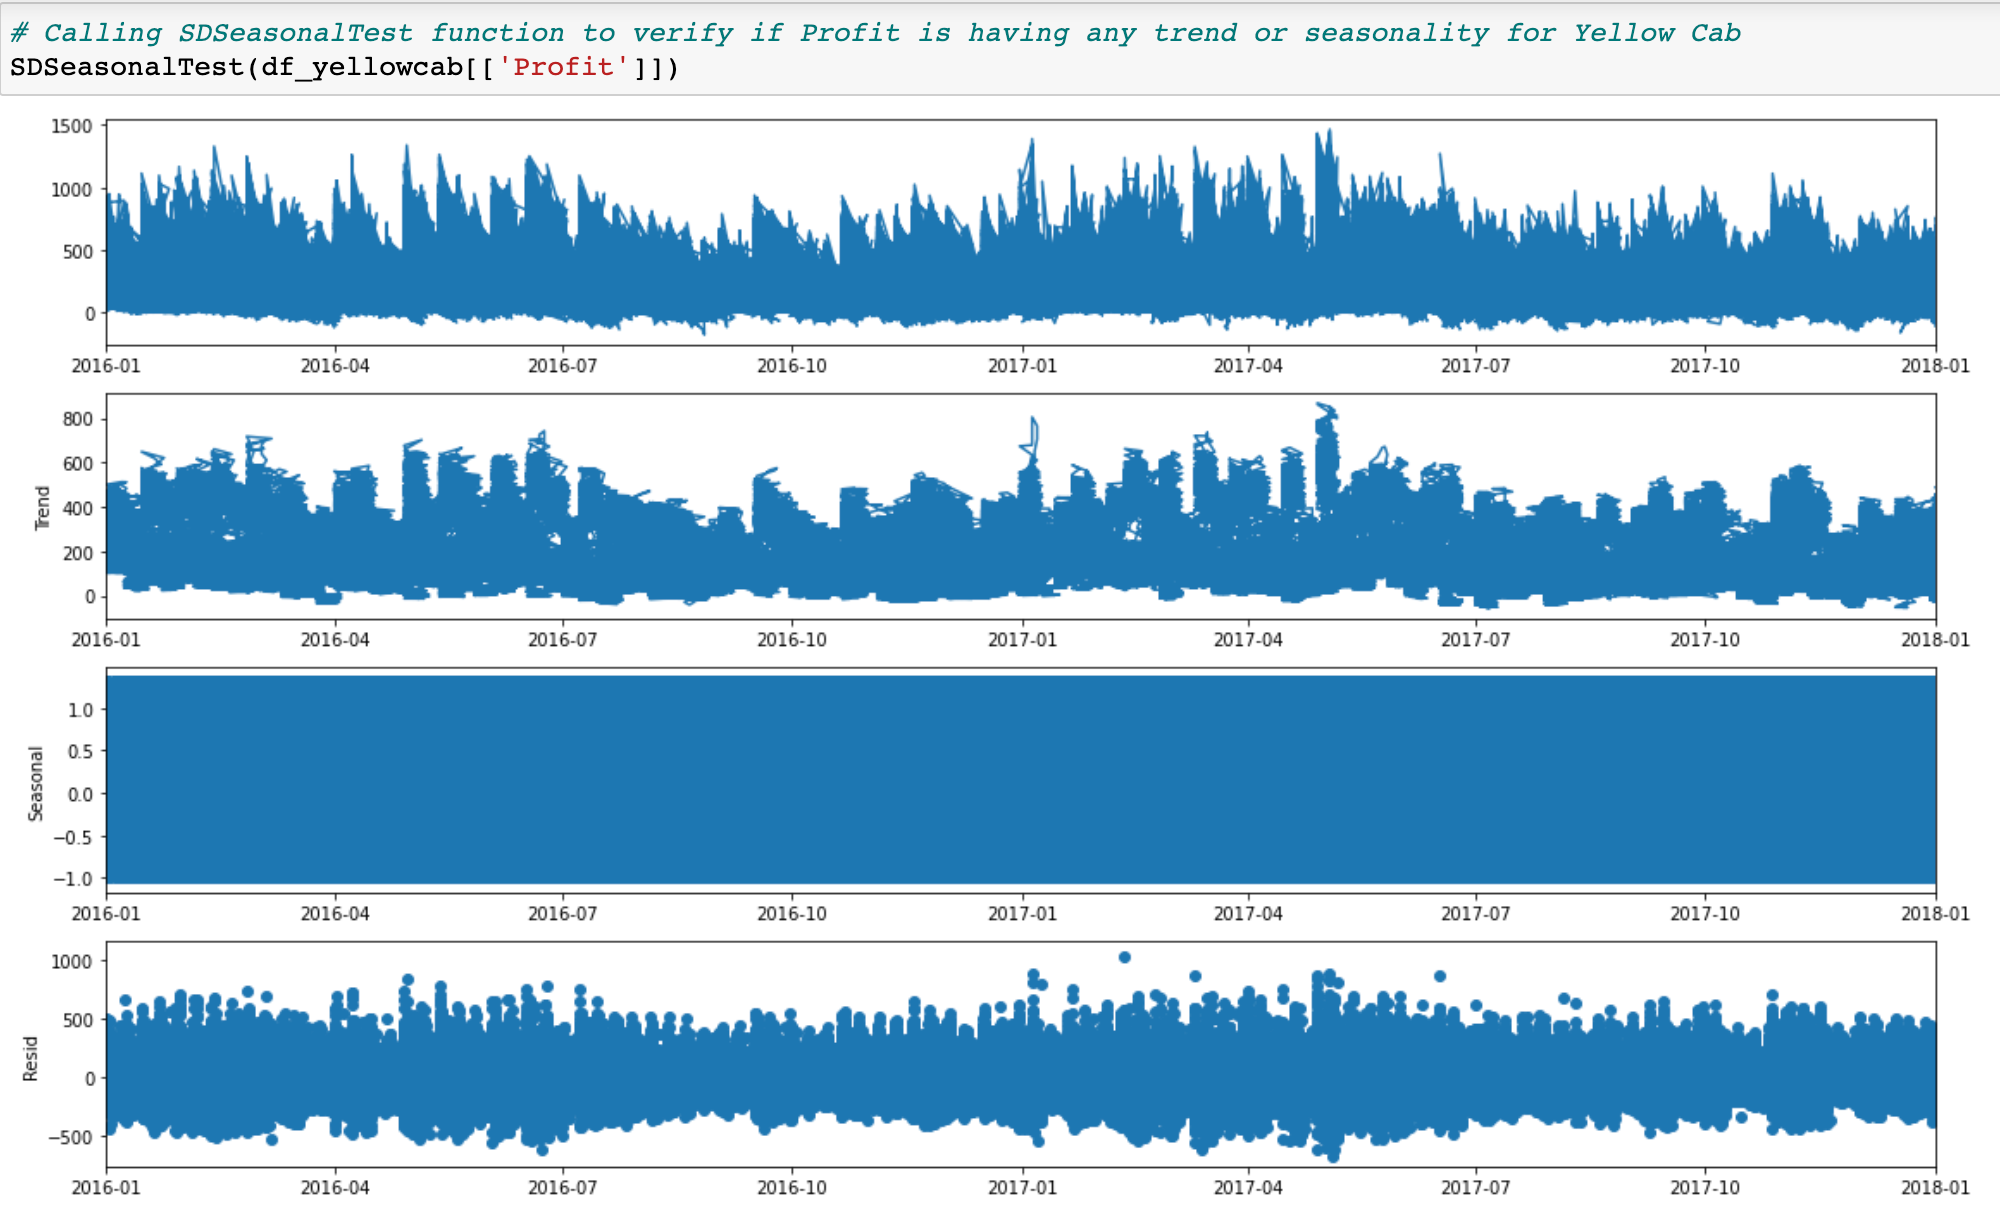 # Calling SDSeasonalTest function to verify if Profit is having any trend or seasonality for Yellow Cab
SDSeasonalTest(df_yellowcab[['Profit']])
1500
1000
500
0
2016-01 2016-04 2016-07 2016-10 2017-01 2017-04 2017-07 2017-10 2018-01
Trend
800
600
400
200
0
2016-01 2016-04 2016-07 2016-10 2017-01 2017-04 2017-07 2017-10 2018-01
Seasonal
1.0
0.5
0.0
−0.5
−1.0
2016-01 2016-04 2016-07 2016-10 2017-01 2017-04 2017-07 2017-10 2018-01
Resid
1000
500
0
−500
2016-01 2016-04 2016-07 2016-10 2017-01 2017-04 2017-07 2017-10 2018-01